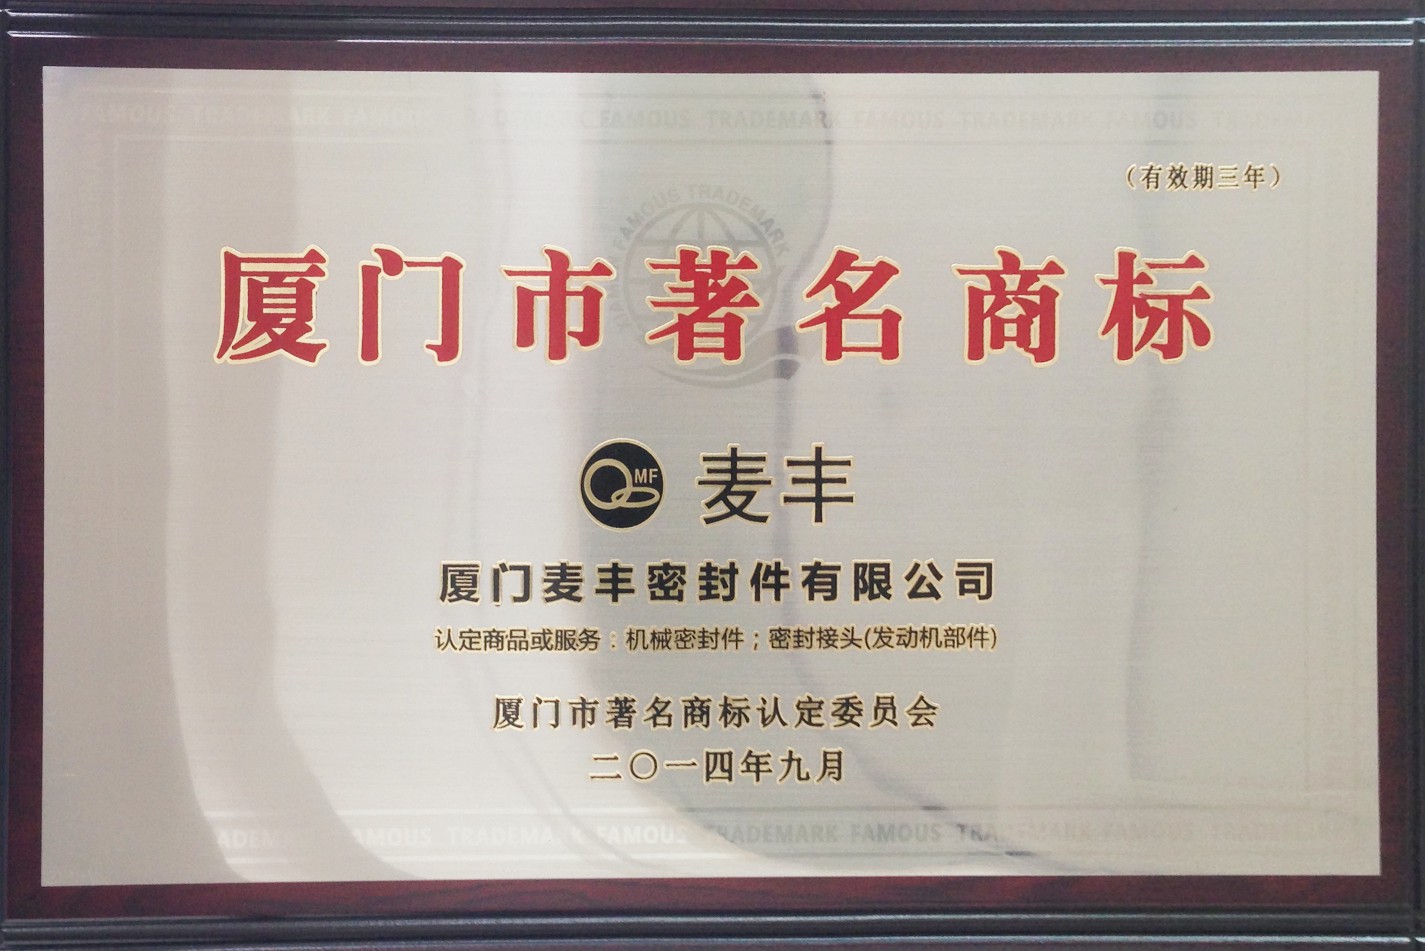 FAMOUS TRADEMARK FAMOUS TRADEMARK FAMOUS TRADEMARK FAMOUS
（有效期三年）
FAMOUS TRADEMARK
厦门市著名商标
MF
麦丰
厦门麦丰密封件有限公司
认定商品或服务：机械密封件；密封接头(发动机部件)
厦门市著名商标认定委员会
二〇一四年九月
FAMOUS TRADEMARK FAMOUS TRADEMARK FAMOUS